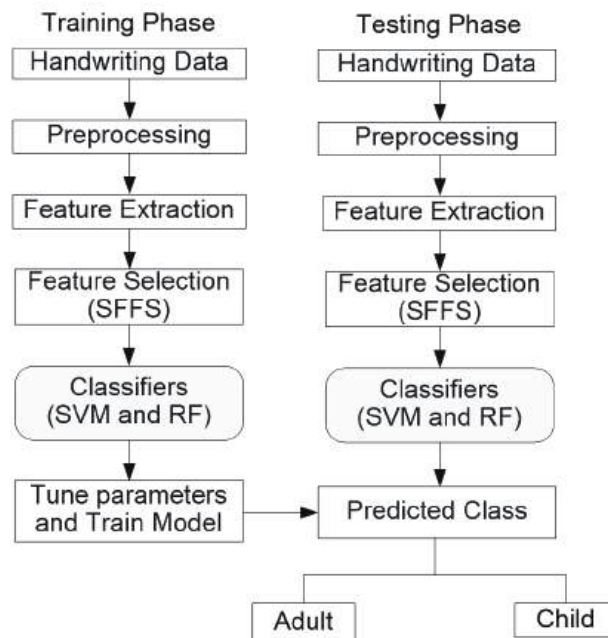 Training Phase
Handwriting Data
Preprocessing
Feature Extraction
Feature Selection
(SFFS)
Classifiers
(SVM and RF)
Tune parameters
and Train Model
Testing Phase
Handwriting Data
Preprocessing
Feature Extraction
Feature Selection
(SFFS)
Classifiers
(SVM and RF)
Predicted Class
Adult
Child